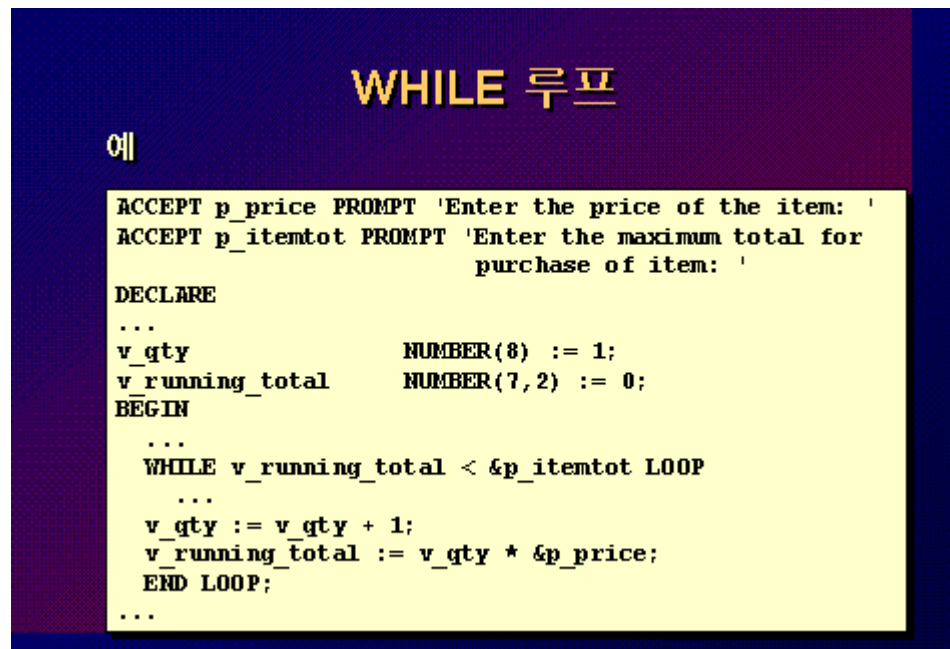 WHILE 루프
예
ACCEPT p_price PROMPT 'Enter the price of the item:  '
ACCEPT p_itemtot PROMPT 'Enter the maximum total for
purchase of item:  '
DECLARE
...
v_qty NUMBER(8) := 1;
v_running_total NUMBER(7,2) := 0;
BEGIN
...
WHILE v_running_total < &p_itemtot LOOP
...
v_qty := v_qty + 1;
v_running_total := v_qty * &p_price;
END LOOP;
...